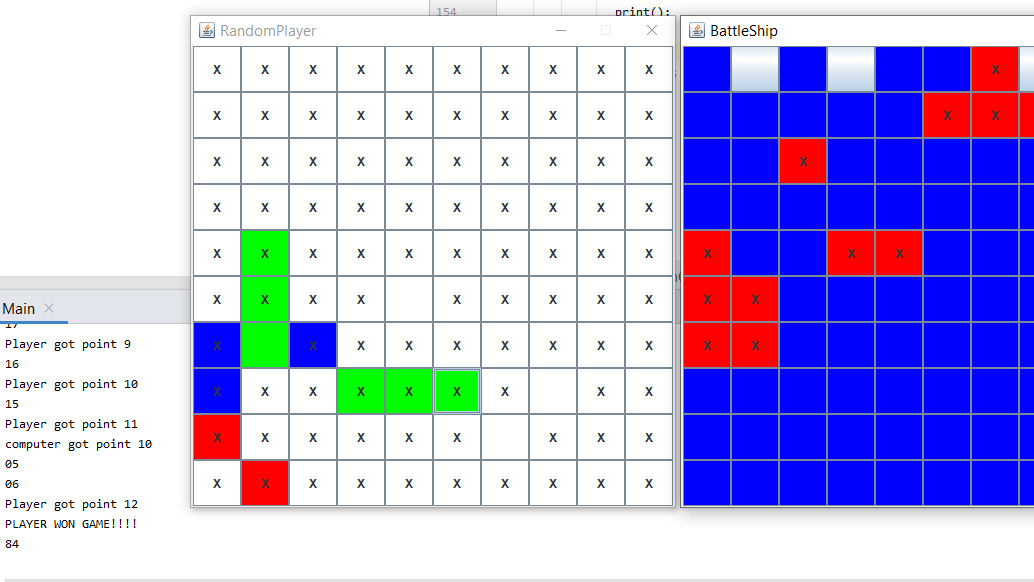 154
print();
RandomPlayer
X X X X X X X X X X
X X X X X X X X X X
X X X X X X X X X X
X X X X X X X X X X
X X X X X X X X X X
X X X X X X X X X
X X X X X X X X X
X X X X X X X X X
X X X X X X X X X
X X X X X X X X X X
BattleShip
X
X X
X
X X X
X X
X X
Main
17
Player got point 9
16
Player got point 10
15
Player got point 11
computer got point 10
05
06
Player got point 12
PLAYER WON GAME!!!!
84